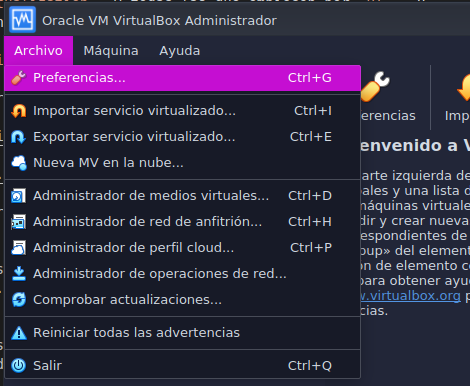 Oracle VM VirtualBox Administrador
Archivo Máquina Ayuda
Preferencias... Ctrl+G
Importar servicio virtualizado... Ctrl+I
Exportar servicio virtualizado... Ctrl+E
Nueva MV en la nube...
Administrador de medios virtuales... Ctrl+D
Administrador de red de anfitrión... Ctrl+H
Administrador de perfil cloud... Ctrl+P
Administrador de operaciones de red...
Comprobar actualizaciones...
Reiniciar todas las advertencias
Salir Ctrl+Q
erencias Imp
envenido a V
arte izquierda de
ales y una lista d
máquinas virtuale
dir y crear nueva
espondientes de
oup» del elemen
ón de elemento c
para obtener ayu
w.virtualbox.org p
cias.